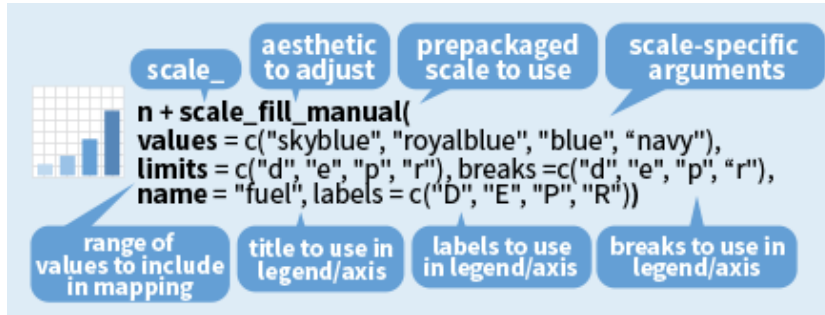 scale_
aesthetic
to adjust
prepackaged
scale to use
scale-specific
arguments
n + scale_fill_manual(
values = c("skyblue", "royalblue", "blue", “navy"),
limits = c("d", "e", "p", "r"), breaks =c("d", "e", "p", “r"),
name = "fuel", labels = c("D", "E", "P", "R"))
range of
values to include
in mapping
title to use in
legend/axis
labels to use
in legend/axis
breaks to use in
legend/axis